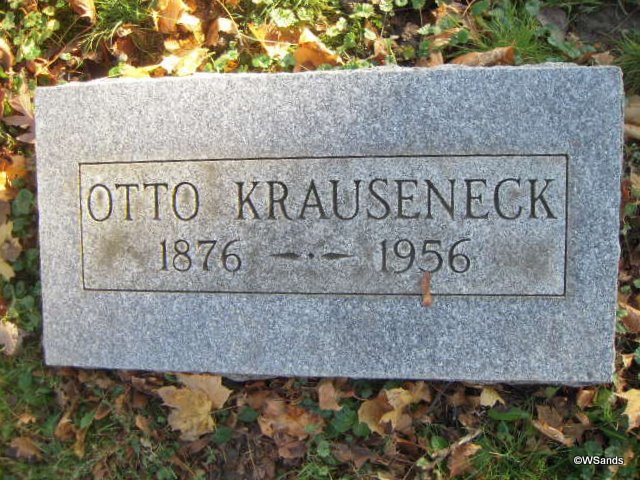 OTTO KRAUSENECK
1876 - · - 1956
©WSands